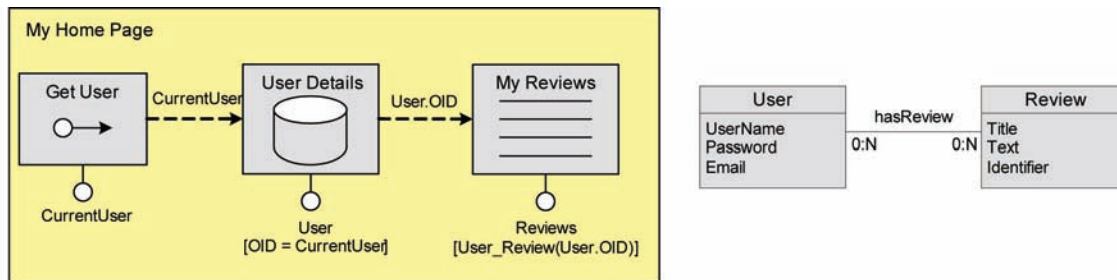 My Home Page
Get User
CurrentUser
CurrentUser
User Details
User
[OID = CurrentUser]
User.OID
My Reviews
Reviews
[User_Review(User.OID)]
User
UserName
Password
Email
hasReview
0:N
0:N
Review
Title
Text
Identifier